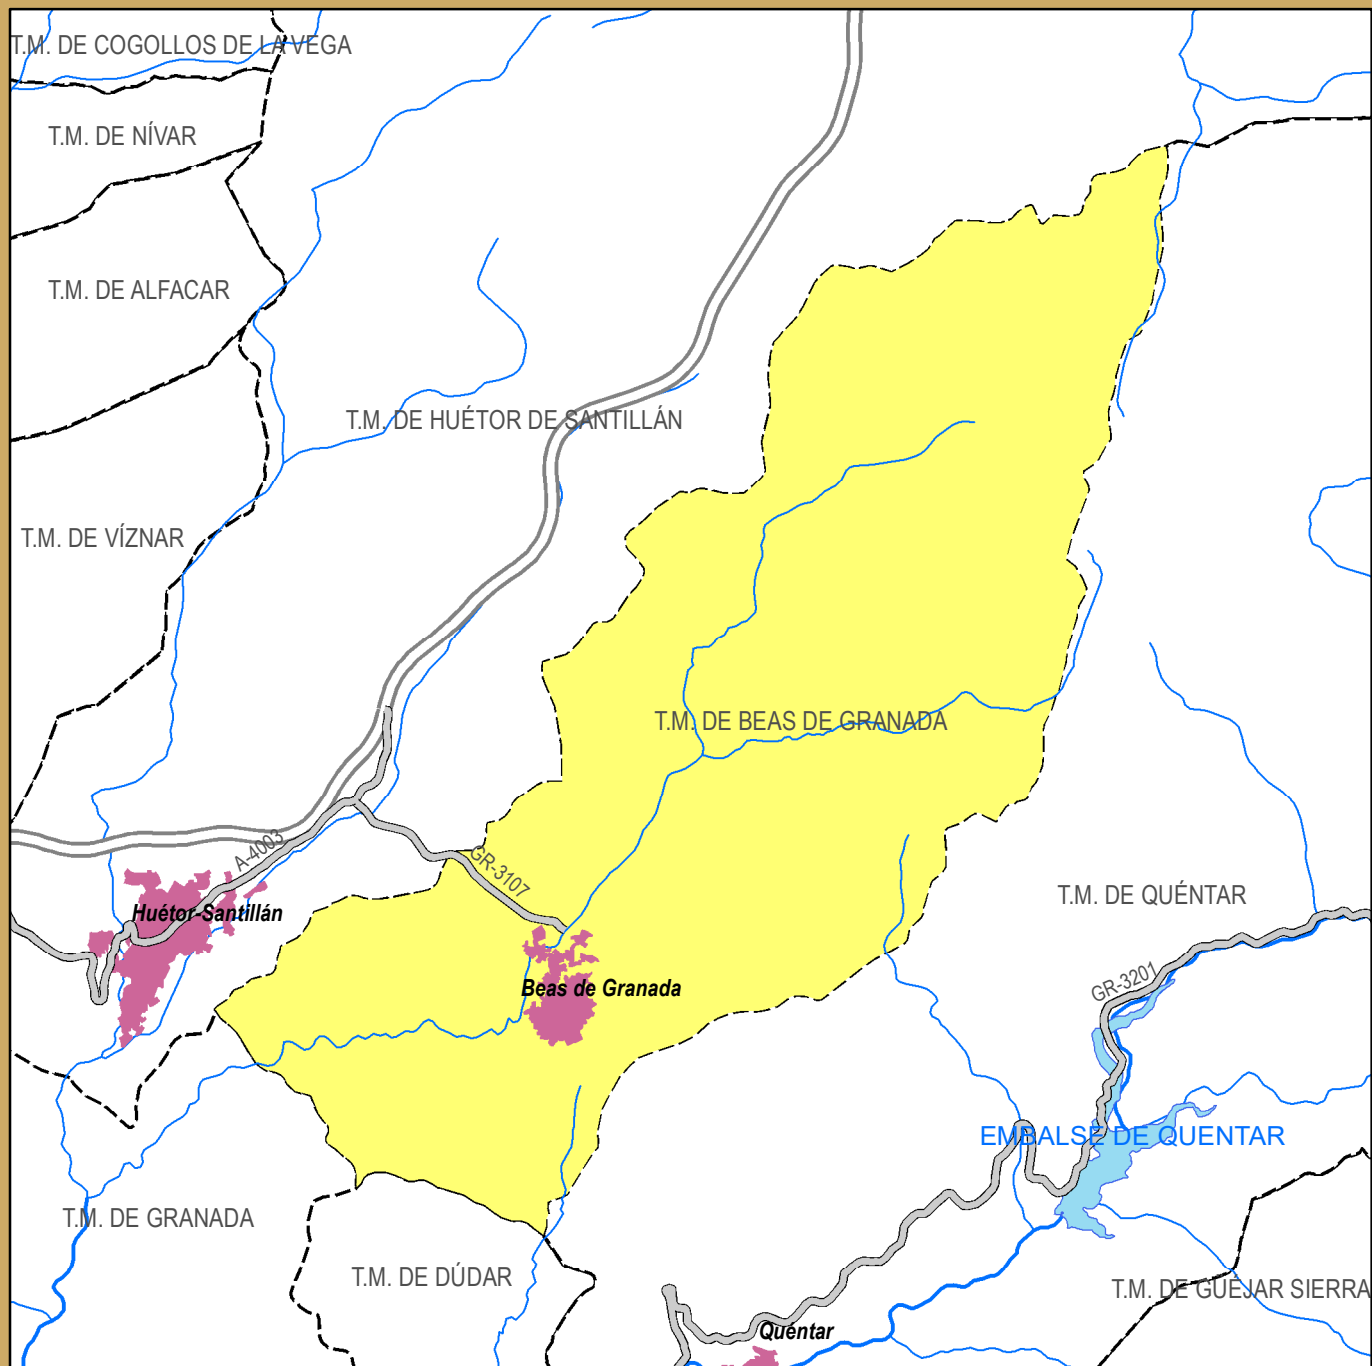 T.M. DE COGOLLOS DE LA VEGA
T.M. DE NÍVAR
T.M. DE ALFACAR
T.M. DE HUÉTOR DE SANTILLÁN
T.M. DE VÍZNAR
T.M. DE BEAS DE GRANADA
A-4003
GR-3107
T.M. DE QUÉNTAR
Huétor-Santillán
GR-3201
Beas de Granada
EMBALSE DE QUENTAR
T.M. DE GRANADA
T.M. DE DÚDAR
T.M. DE GUÉJAR SIERRA
Quéntar